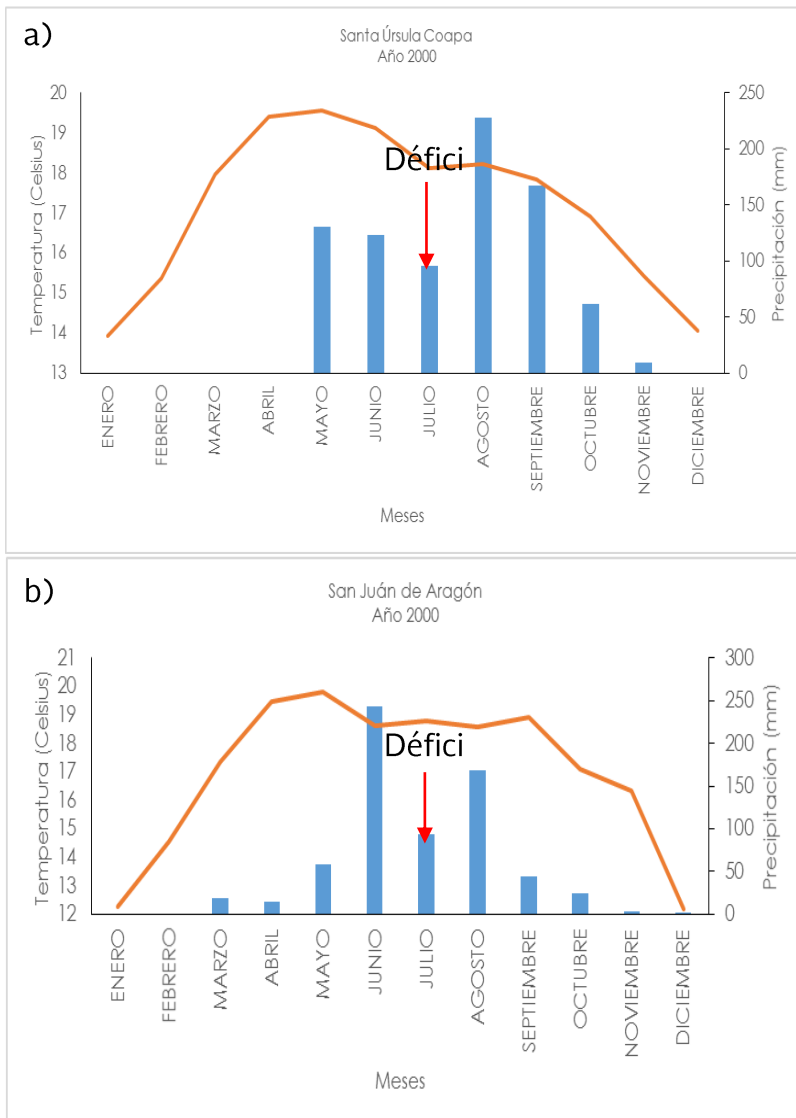 a)
Santa Úrsula Coapa
Año 2000
20
19
18
17
16
15
14
13
Temperatura (Celsius)
250
200
150
100
50
0
Precipitación (mm)
Défici
ENERO
FEBRERO
MARZO
ABRIL
MAYO
JUNIO
JULIO
AGOSTO
SEPTIEMBRE
OCTUBRE
NOVIEMBRE
DICIEMBRE
Meses
b)
San Juán de Aragón
Año 2000
21
20
19
18
17
16
15
14
13
12
Temperatura (Celsius)
300
250
200
150
100
50
0
Precipitación (mm)
Défici
ENERO
FEBRERO
MARZO
ABRIL
MAYO
JUNIO
JULIO
AGOSTO
SEPTIEMBRE
OCTUBRE
NOVIEMBRE
DICIEMBRE
Meses